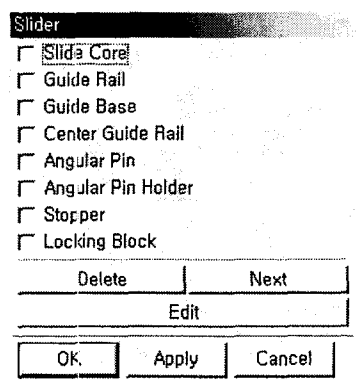 Slider
Slide Core
Guide Rail
Guide Base
Center Guide Rail
Angular Pin
Angular Pin Holder
Stopper
Locking Block
Delete Next
Edit
OK Apply Cancel